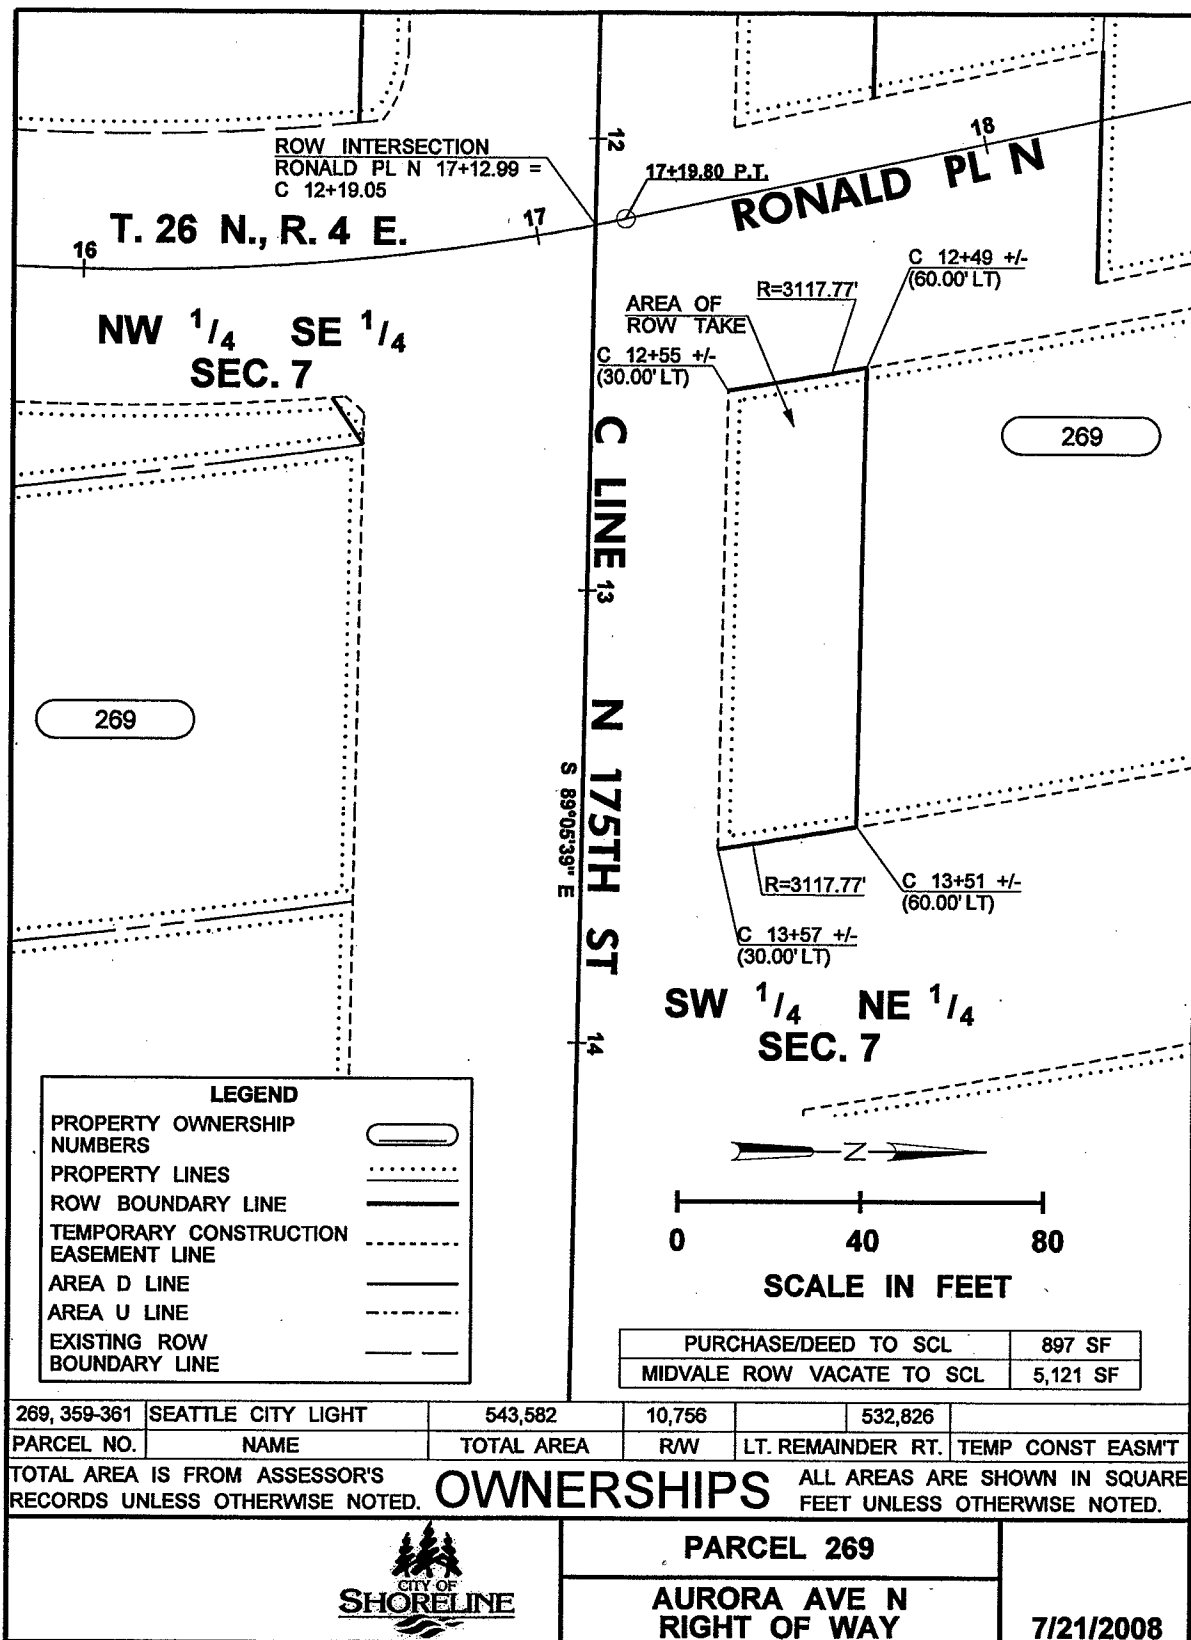 ROW INTERSECTION
RONALD PL N 17+12.99 =
C 12+19.05
12
17+19.80 P.T.
18
RONALD PL N
T. 26 N., R. 4 E.
16
17
C 12+49 +/-
(60.00' LT)
R=3117.77'
AREA OF
ROW TAKE
NW 1/4 SE 1/4
SEC. 7
C 12+55 +/-
(30.00' LT)
C LINE
269
13
N 175TH ST
269
S 89°05'39" E
R=3117.77'
C 13+51 +/-
(60.00' LT)
C 13+57 +/-
(30.00' LT)
SW 1/4 NE 1/4
SEC. 7
14
LEGEND
PROPERTY OWNERSHIP
NUMBERS
PROPERTY LINES
ROW BOUNDARY LINE
TEMPORARY CONSTRUCTION
EASEMENT LINE
AREA D LINE
AREA U LINE
EXISTING ROW
BOUNDARY LINE
N
0 40 80
SCALE IN FEET
PURCHASE/DEED TO SCL 897 SF
MIDVALE ROW VACATE TO SCL 5,121 SF
269, 359-361 SEATTLE CITY LIGHT 543,582 10,756 532,826
PARCEL NO. NAME TOTAL AREA R/W LT. REMAINDER RT. TEMP CONST EASM'T
TOTAL AREA IS FROM ASSESSOR'S
RECORDS UNLESS OTHERWISE NOTED.
OWNERSHIPS
ALL AREAS ARE SHOWN IN SQUARE
FEET UNLESS OTHERWISE NOTED.
CITY OF
SHORELINE
PARCEL 269
AURORA AVE N
RIGHT OF WAY
7/21/2008